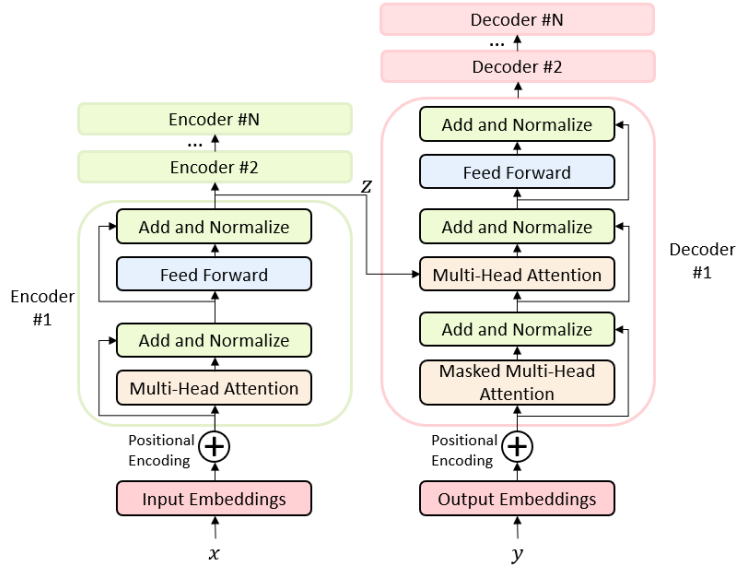 Decoder #N
...
Decoder #2
Add and Normalize
Feed Forward
Add and Normalize
Multi-Head Attention
Add and Normalize
Masked Multi-Head
Attention
Decoder
#1
Positional
Encoding
Output Embeddings
y
Encoder #N
...
Encoder #2
z
Add and Normalize
Feed Forward
Add and Normalize
Multi-Head Attention
Encoder
#1
Positional
Encoding
Input Embeddings
x